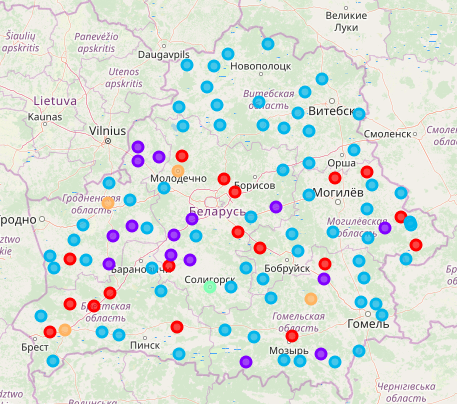 Великие
Луки
Šiaulių
apskritis
Panevėžio
apskritis
Daugavpils
Новополоцк
Utenos
apskritis
Витебская
область
Lietuva
Витебск
Kaunas
Смоленск
Vilnius
Орша
Молодечно
Борисов
Гродненская
область
Могилёв
Беларусь
Могилёвская
область
Барановичи
Бобруйск
Солигорск
Брестская
область
Гомельская
область
Гомель
Брест
Пинск
Мозырь
Чернігівська
область